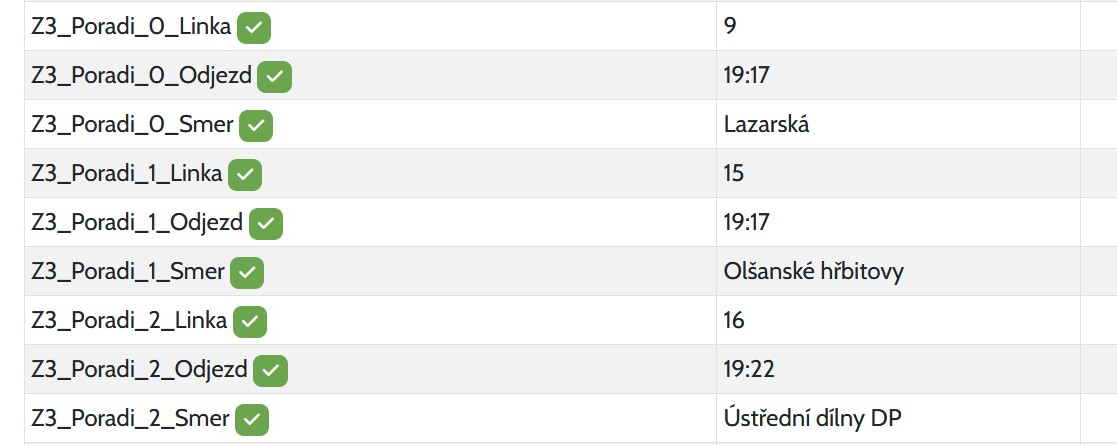 Z3_Poradi_0_Linka 9
Z3_Poradi_0_Odjezd 19:17
Z3_Poradi_0_Smer Lazarská
Z3_Poradi_1_Linka 15
Z3_Poradi_1_Odjezd 19:17
Z3_Poradi_1_Smer Olšanské hřbitovy
Z3_Poradi_2_Linka 16
Z3_Poradi_2_Odjezd 19:22
Z3_Poradi_2_Smer Ústřední dílny DP